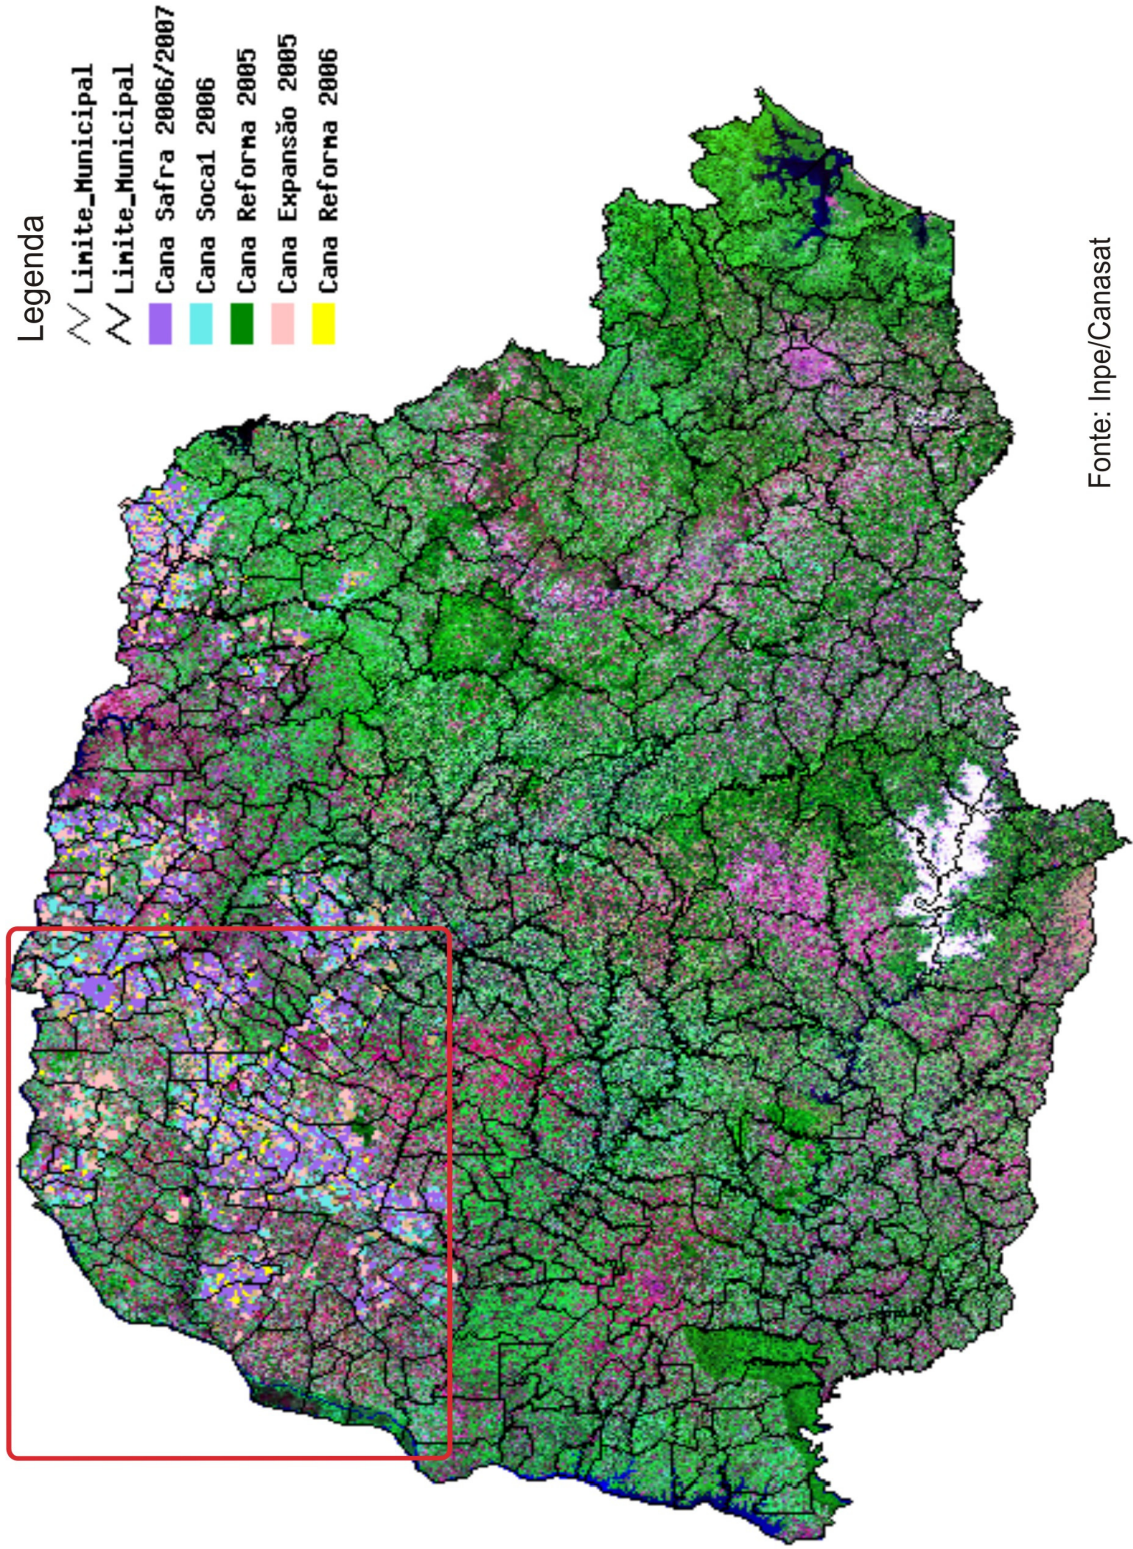 Legenda
Limite_Municipal
Limite_Municipal
Cana Safra 2006/2007
Cana Soca1 2006
Cana Reforma 2005
Cana Expansão 2005
Cana Reforma 2006
Fonte: Inpe/Canasat